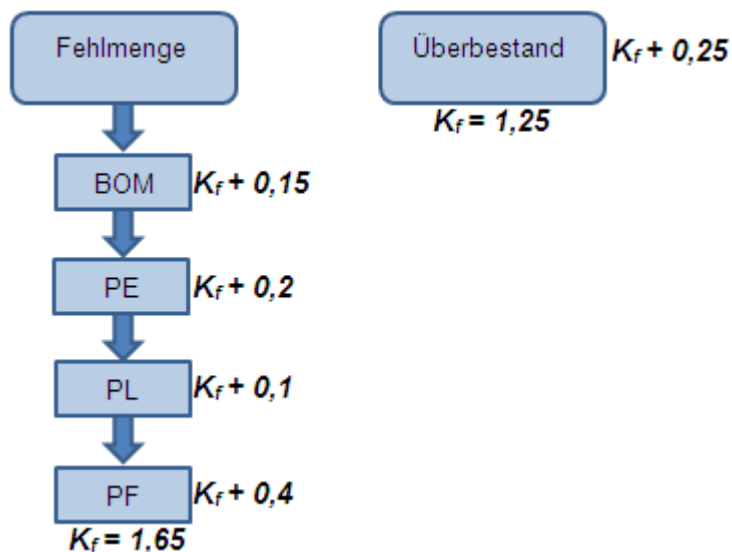 Fehlmenge
BOM Kf + 0,15
PE Kf + 0,2
PL Kf + 0,1
PF Kf + 0,4
Kf = 1,65
Überbestand Kf + 0,25
Kf = 1,25